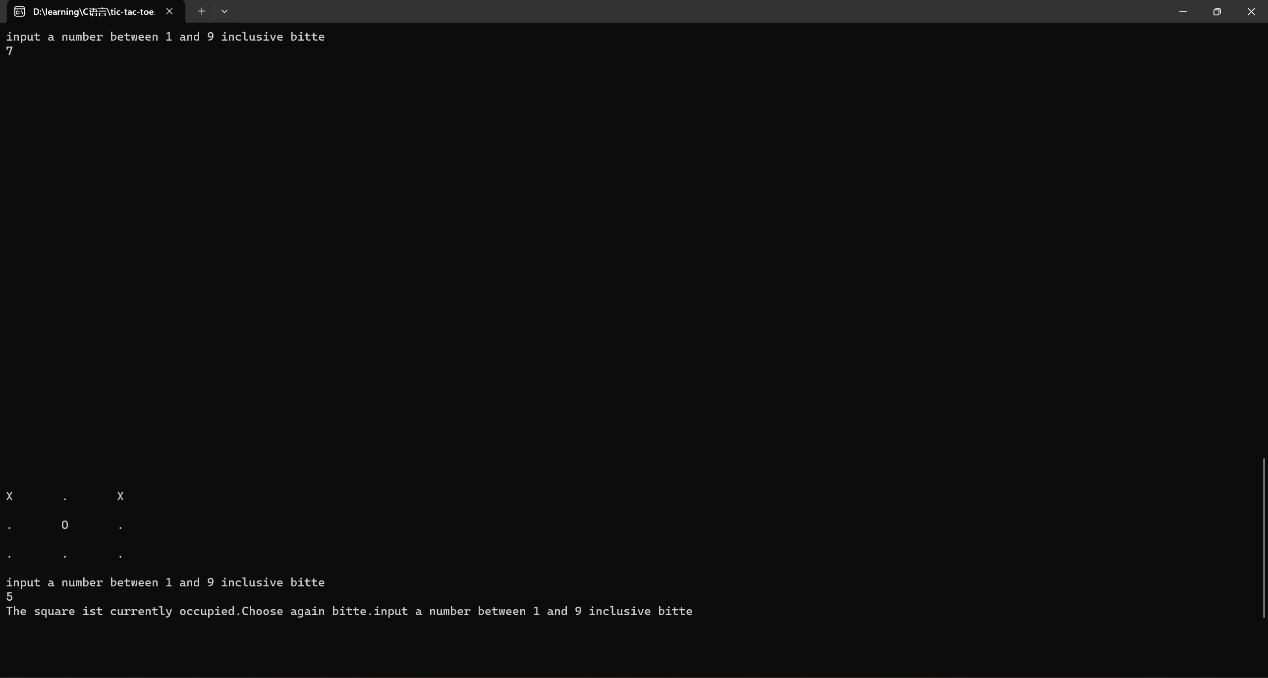 D:\learning\C语言\tic-tac-toe.
input a number between 1 and 9 inclusive bitte
7
X . X
. O .
. . .
input a number between 1 and 9 inclusive bitte
5
The square ist currently occupied.Choose again bitte.input a number between 1 and 9 inclusive bitte